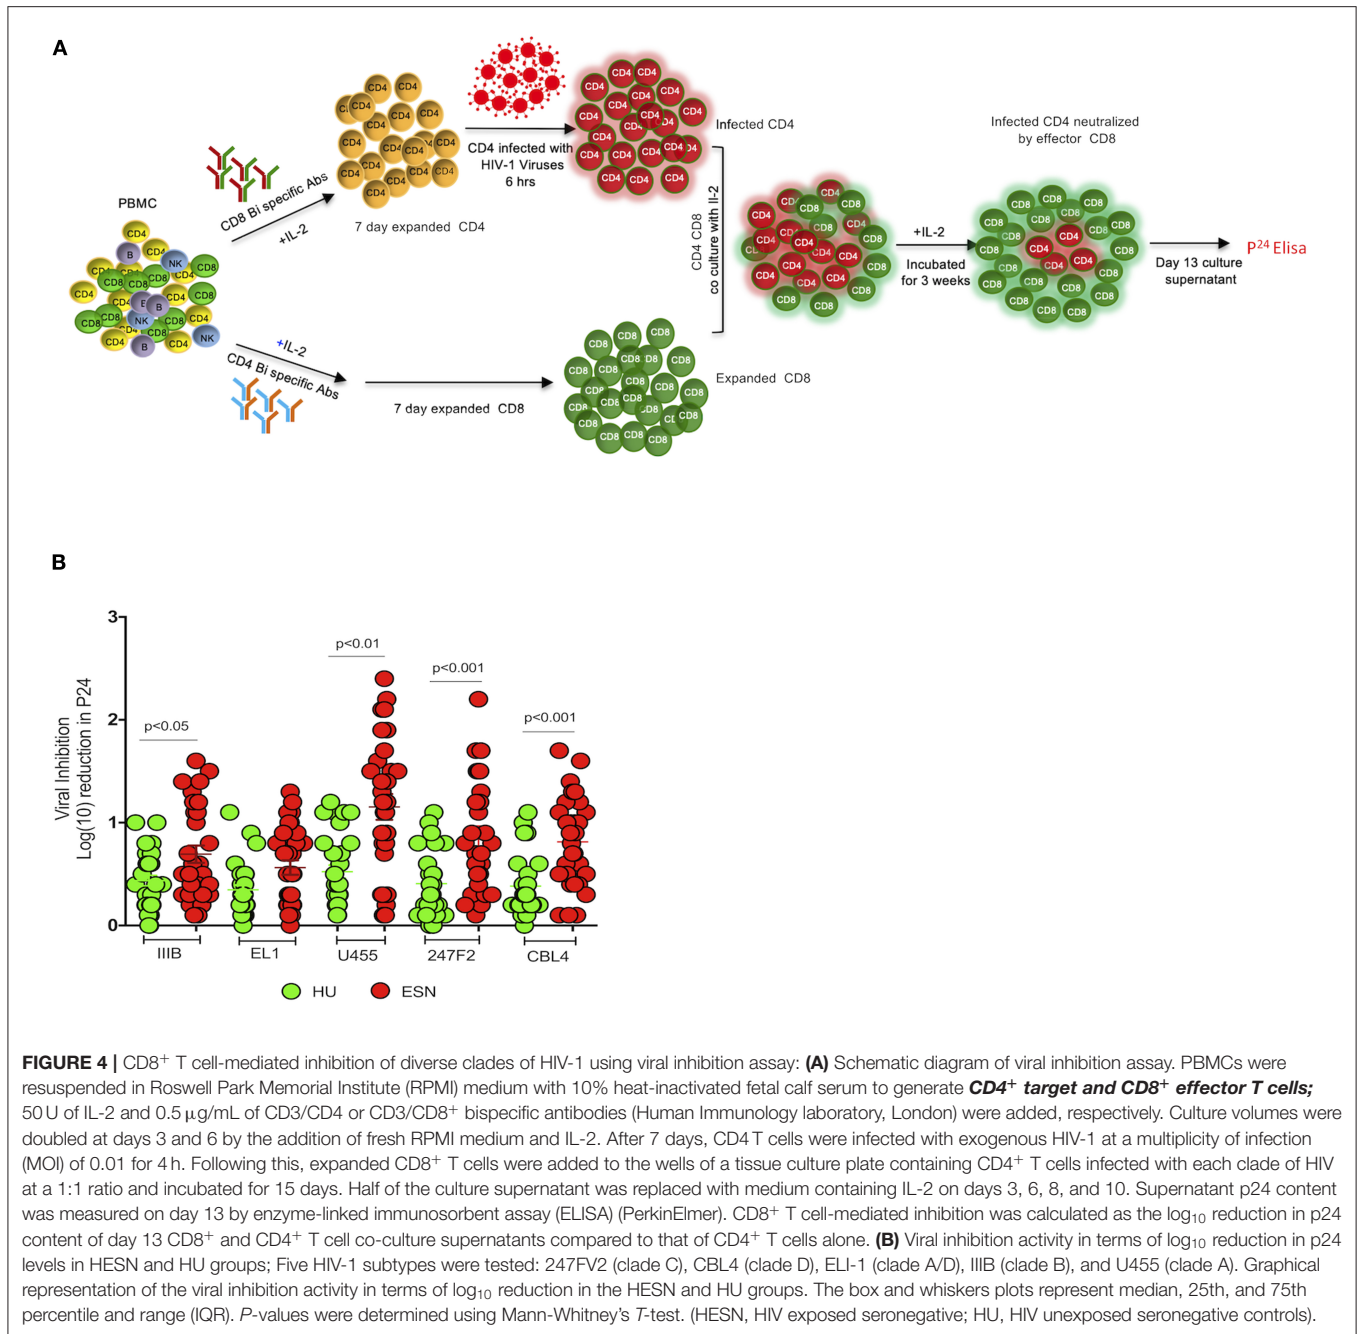 A
PBMC
CD8 Bi specific Abs
+IL-2
7 day expanded CD4
CD4 infected with
HIV-1 Viruses
6 hrs
Infected CD4
+IL-2
CD4 Bi specific Abs
7 day expanded CD8
Expanded CD8
CD4 CD8
co culture with Il-2
+IL-2
Incubated
for 3 weeks
Infected CD4 neutralized
by effector CD8
Day 13 culture
supernatant
P24 Elisa
CD4
CD8
B
NK
B
Viral Inhibition
Log(10) reduction in P24
3
2
1
0
p<0.05
p<0.01
p<0.001
p<0.001
IIIB EL1 U455 247F2 CBL4
HU ESN
FIGURE 4 | CD8+ T cell-mediated inhibition of diverse clades of HIV-1 using viral inhibition assay: (A) Schematic diagram of viral inhibition assay. PBMCs were
resuspended in Roswell Park Memorial Institute (RPMI) medium with 10% heat-inactivated fetal calf serum to generate CD4+ target and CD8+ effector T cells;
50 U of IL-2 and 0.5 μg/mL of CD3/CD4 or CD3/CD8+ bispecific antibodies (Human Immunology laboratory, London) were added, respectively. Culture volumes were
doubled at days 3 and 6 by the addition of fresh RPMI medium and IL-2. After 7 days, CD4 T cells were infected with exogenous HIV-1 at a multiplicity of infection
(MOI) of 0.01 for 4 h. Following this, expanded CD8+ T cells were added to the wells of a tissue culture plate containing CD4+ T cells infected with each clade of HIV
at a 1:1 ratio and incubated for 15 days. Half of the culture supernatant was replaced with medium containing IL-2 on days 3, 6, 8, and 10. Supernatant p24 content
was measured on day 13 by enzyme-linked immunosorbent assay (ELISA) (PerkinElmer). CD8+ T cell-mediated inhibition was calculated as the log10 reduction in p24
content of day 13 CD8+ and CD4+ T cell co-culture supernatants compared to that of CD4+ T cells alone. (B) Viral inhibition activity in terms of log10 reduction in p24
levels in HESN and HU groups; Five HIV-1 subtypes were tested: 247FV2 (clade C), CBL4 (clade D), ELI-1 (clade A/D), IIIB (clade B), and U455 (clade A). Graphical
representation of the viral inhibition activity in terms of log10 reduction in the HESN and HU groups. The box and whiskers plots represent median, 25th, and 75th
percentile and range (IQR). P-values were determined using Mann-Whitney's T-test. (HESN, HIV exposed seronegative; HU, HIV unexposed seronegative controls).